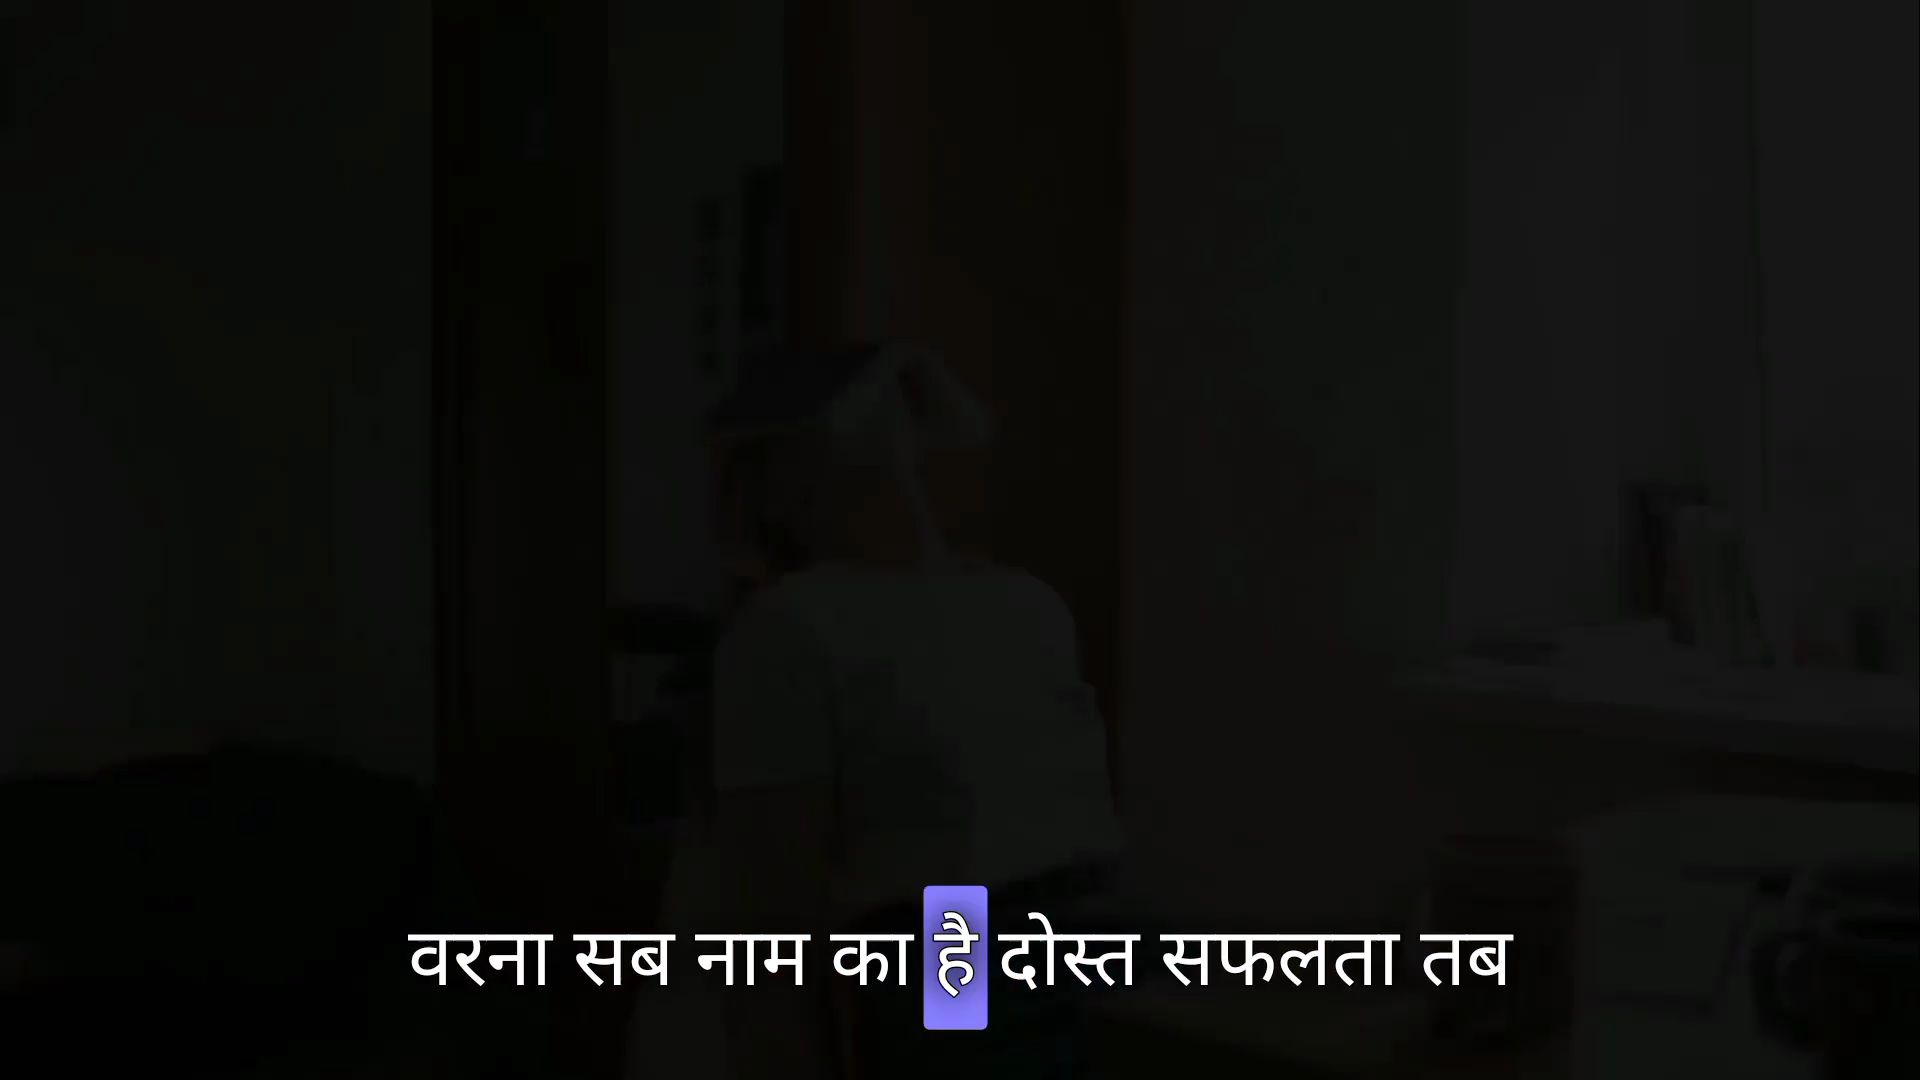 वरना सब नाम का है दोस्त सफलता तब